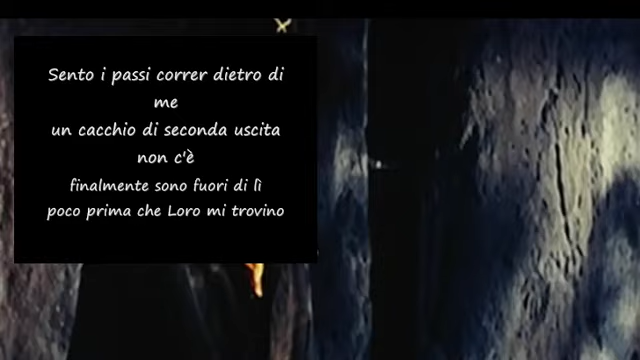 Sento i passi correr dietro di
me
un cacchio di seconda uscita
non c'è
finalmente sono fuori di lì
poco prima che Loro mi trovino